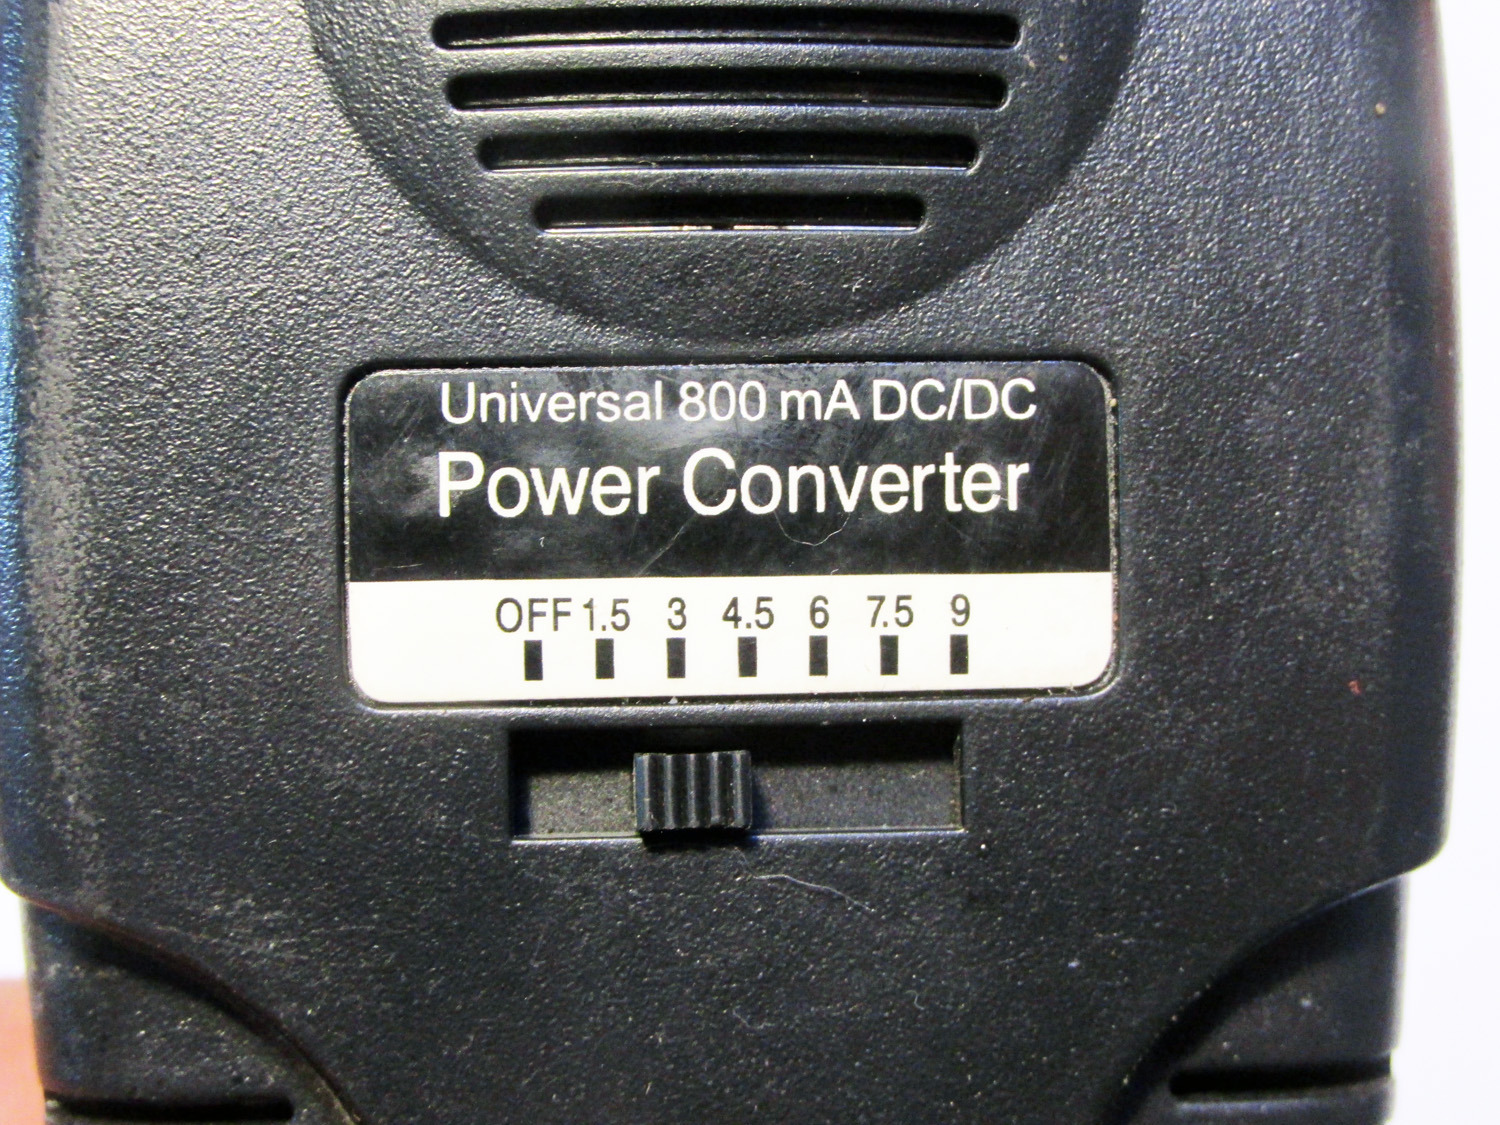 Universal 800 mA DC/DC
Power Converter
OFF 1.5 3 4.5 6 7.5 9